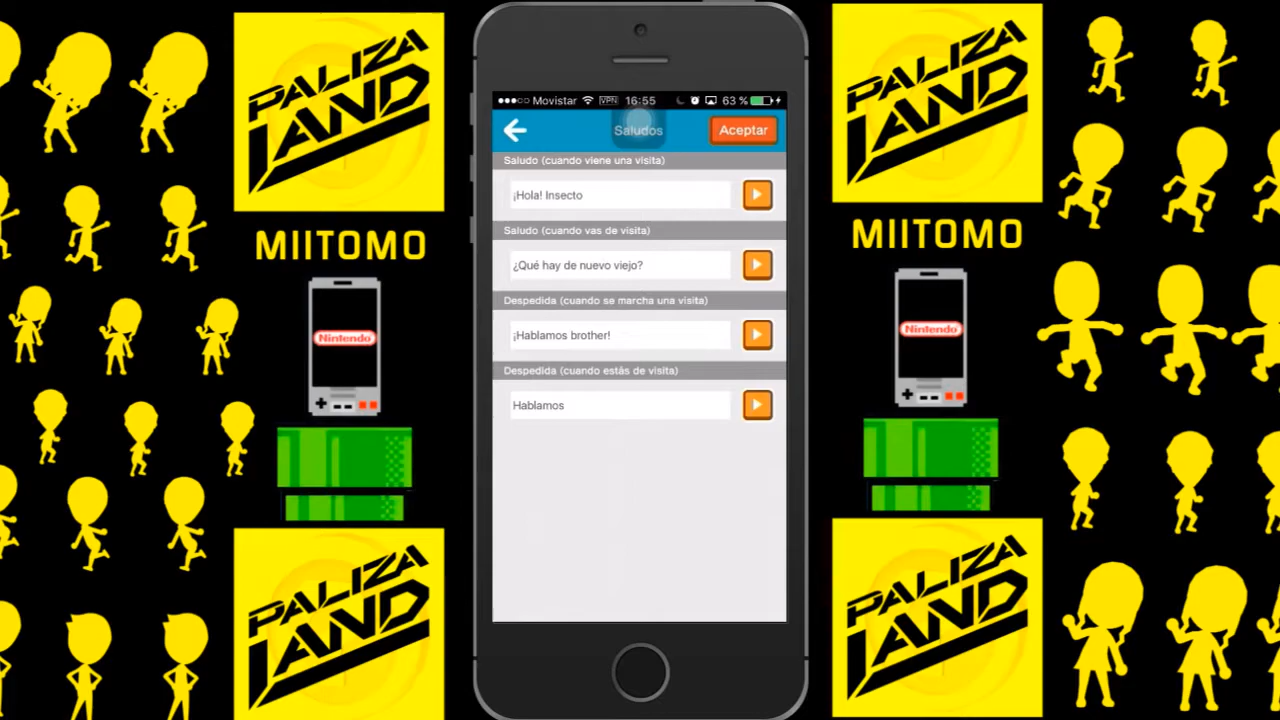 PALIZA
LAND
MIITOMO
Nintendo
PALIZA
LAND
Movistar VPN 16:55 63 %
Saludos
Aceptar
Saludo (cuando viene una visita)
¡Hola! Insecto
Saludo (cuando vas de visita)
¿Qué hay de nuevo viejo?
Despedida (cuando se marcha una visita)
¡Hablamos brother!
Despedida (cuando estás de visita)
Hablamos
PALIZA
LAND
MIITOMO
Nintendo
PALIZA
LAND